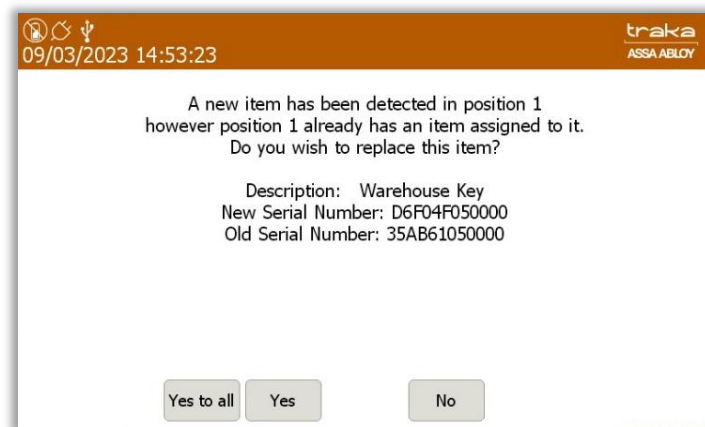 traka
09/03/2023 14:53:23
ASSA ABLOY
A new item has been detected in position 1
however position 1 already has an item assigned to it.
Do you wish to replace this item?
Description: Warehouse Key
New Serial Number: D6F04F050000
Old Serial Number: 35AB61050000
Yes to all
Yes
No